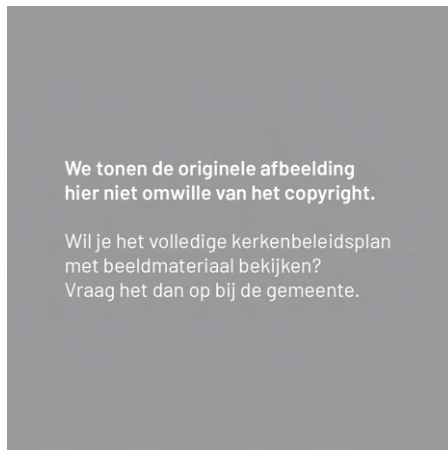 We tonen de originele afbeelding
hier niet omwille van het copyright.
Wil je het volledige kerkenbeleidsplan
met beeldmateriaal bekijken?
Vraag het dan op bij de gemeente.